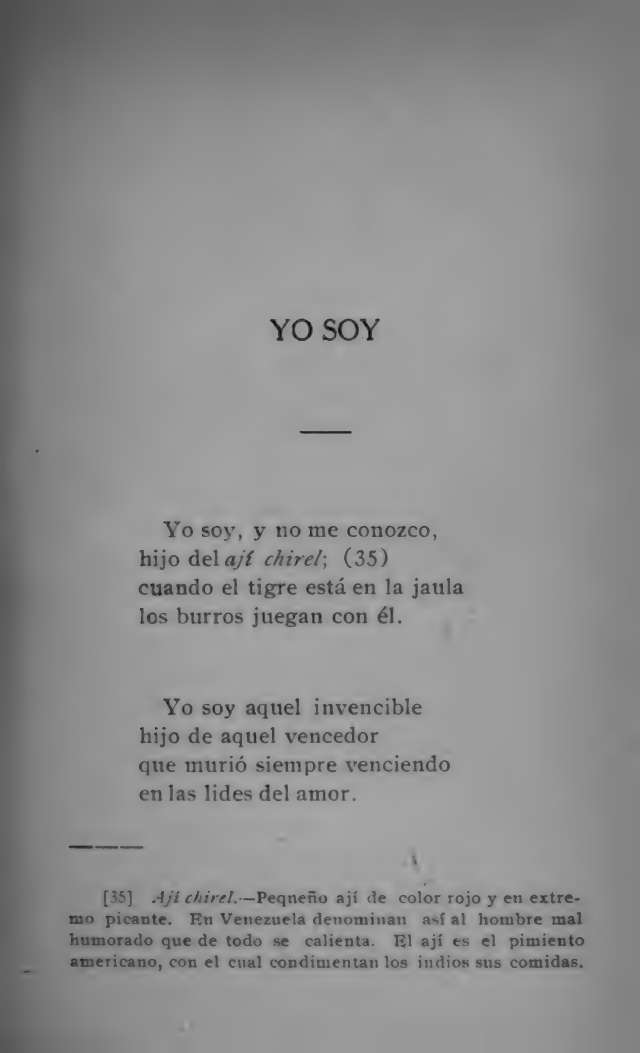 YO SOY
Yo soy, y no me conozco,
hijo del ají chirel; (35)
cuando el tigre está en la jaula
los burros juegan con él.
Yo soy aquel invencible
hijo de aquel vencedor
que murió siempre venciendo
en las lides del amor.
[35] Ají chirel.—Pequeño ají de color rojo y en extre-
mo picante. En Venezuela denominan así al hombre mal
humorado que de todo se calienta. El ají es el pimiento
americano, con el cual condimentan los indios sus comidas.